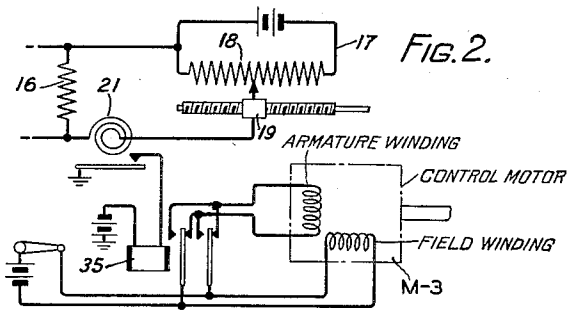 FIG. 2.
18
17
16
21
19
ARMATURE WINDING
CONTROL MOTOR
35
FIELD WINDING
M-3